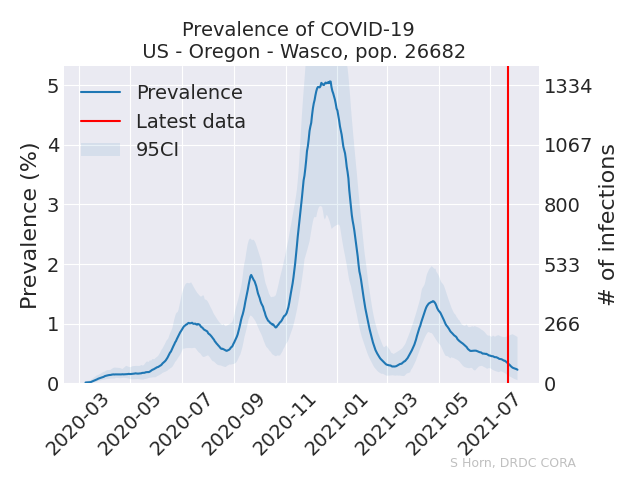 Prevalence of COVID-19
US - Oregon - Wasco, pop. 26682
Prevalence
Latest data
95CI
Prevalence (%)
5
4
3
2
1
0
1334
1067
800
533
266
0
# of infections
2020-03
2020-05
2020-07
2020-09
2020-11
2021-01
2021-03
2021-05
2021-07
S Horn, DRDC CORA